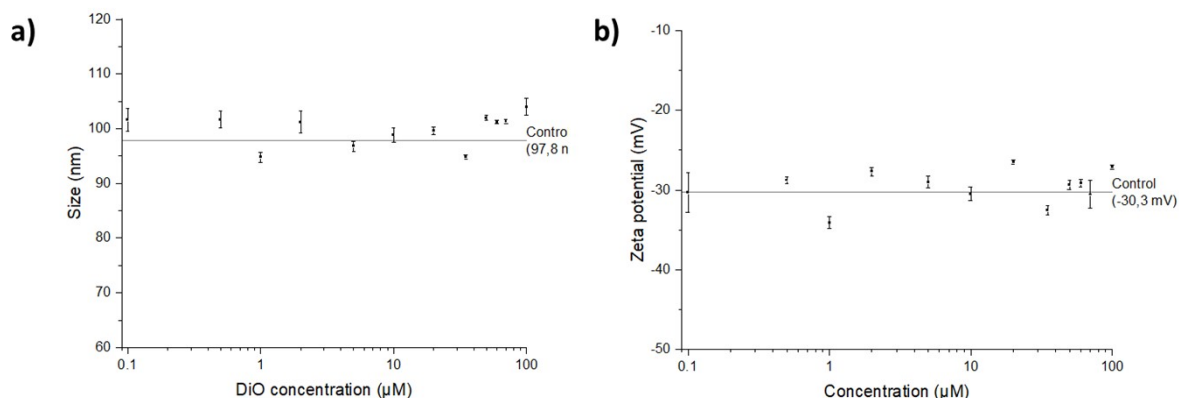 a)
120
110
100
90
80
70
60
Size (nm)
0.1
1
10
100
DiO concentration (µM)
Contro
(97,8 n
b)
-10
-20
-30
-40
-50
Zeta potential (mV)
0.1
1
10
100
Concentration (µM)
Control
(-30,3 mV)